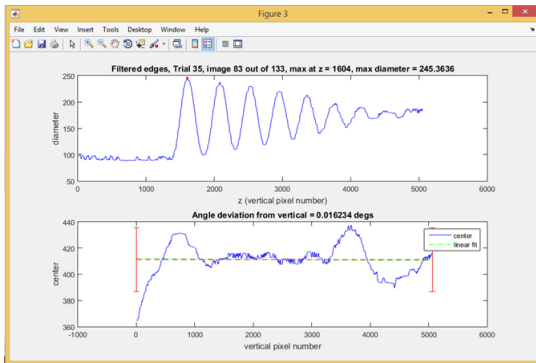 Figure 3
File Edit View Insert Tools Desktop Window Help
Filtered edges, Trial 35, image 83 out of 133, max at z = 1604, max diameter = 245.3636
250
200
150
100
50
diameter
0 1000 2000 3000 4000 5000 6000
z (vertical pixel number)
Angle deviation from vertical = 0.016234 degs
440
420
400
380
360
center
center
linear fit
-1000 0 1000 2000 3000 4000 5000 6000
vertical pixel number